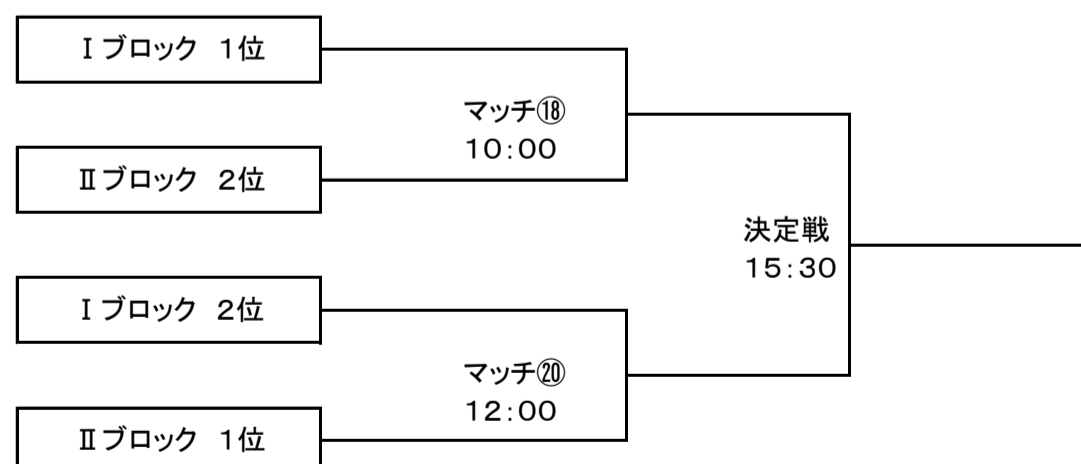 Ⅰブロック　１位
マッチ⑱
１０：００
Ⅱブロック　２位
決定戦
１５：３０
Ⅰブロック　２位
マッチ⑳
１２：００
Ⅱブロック　１位